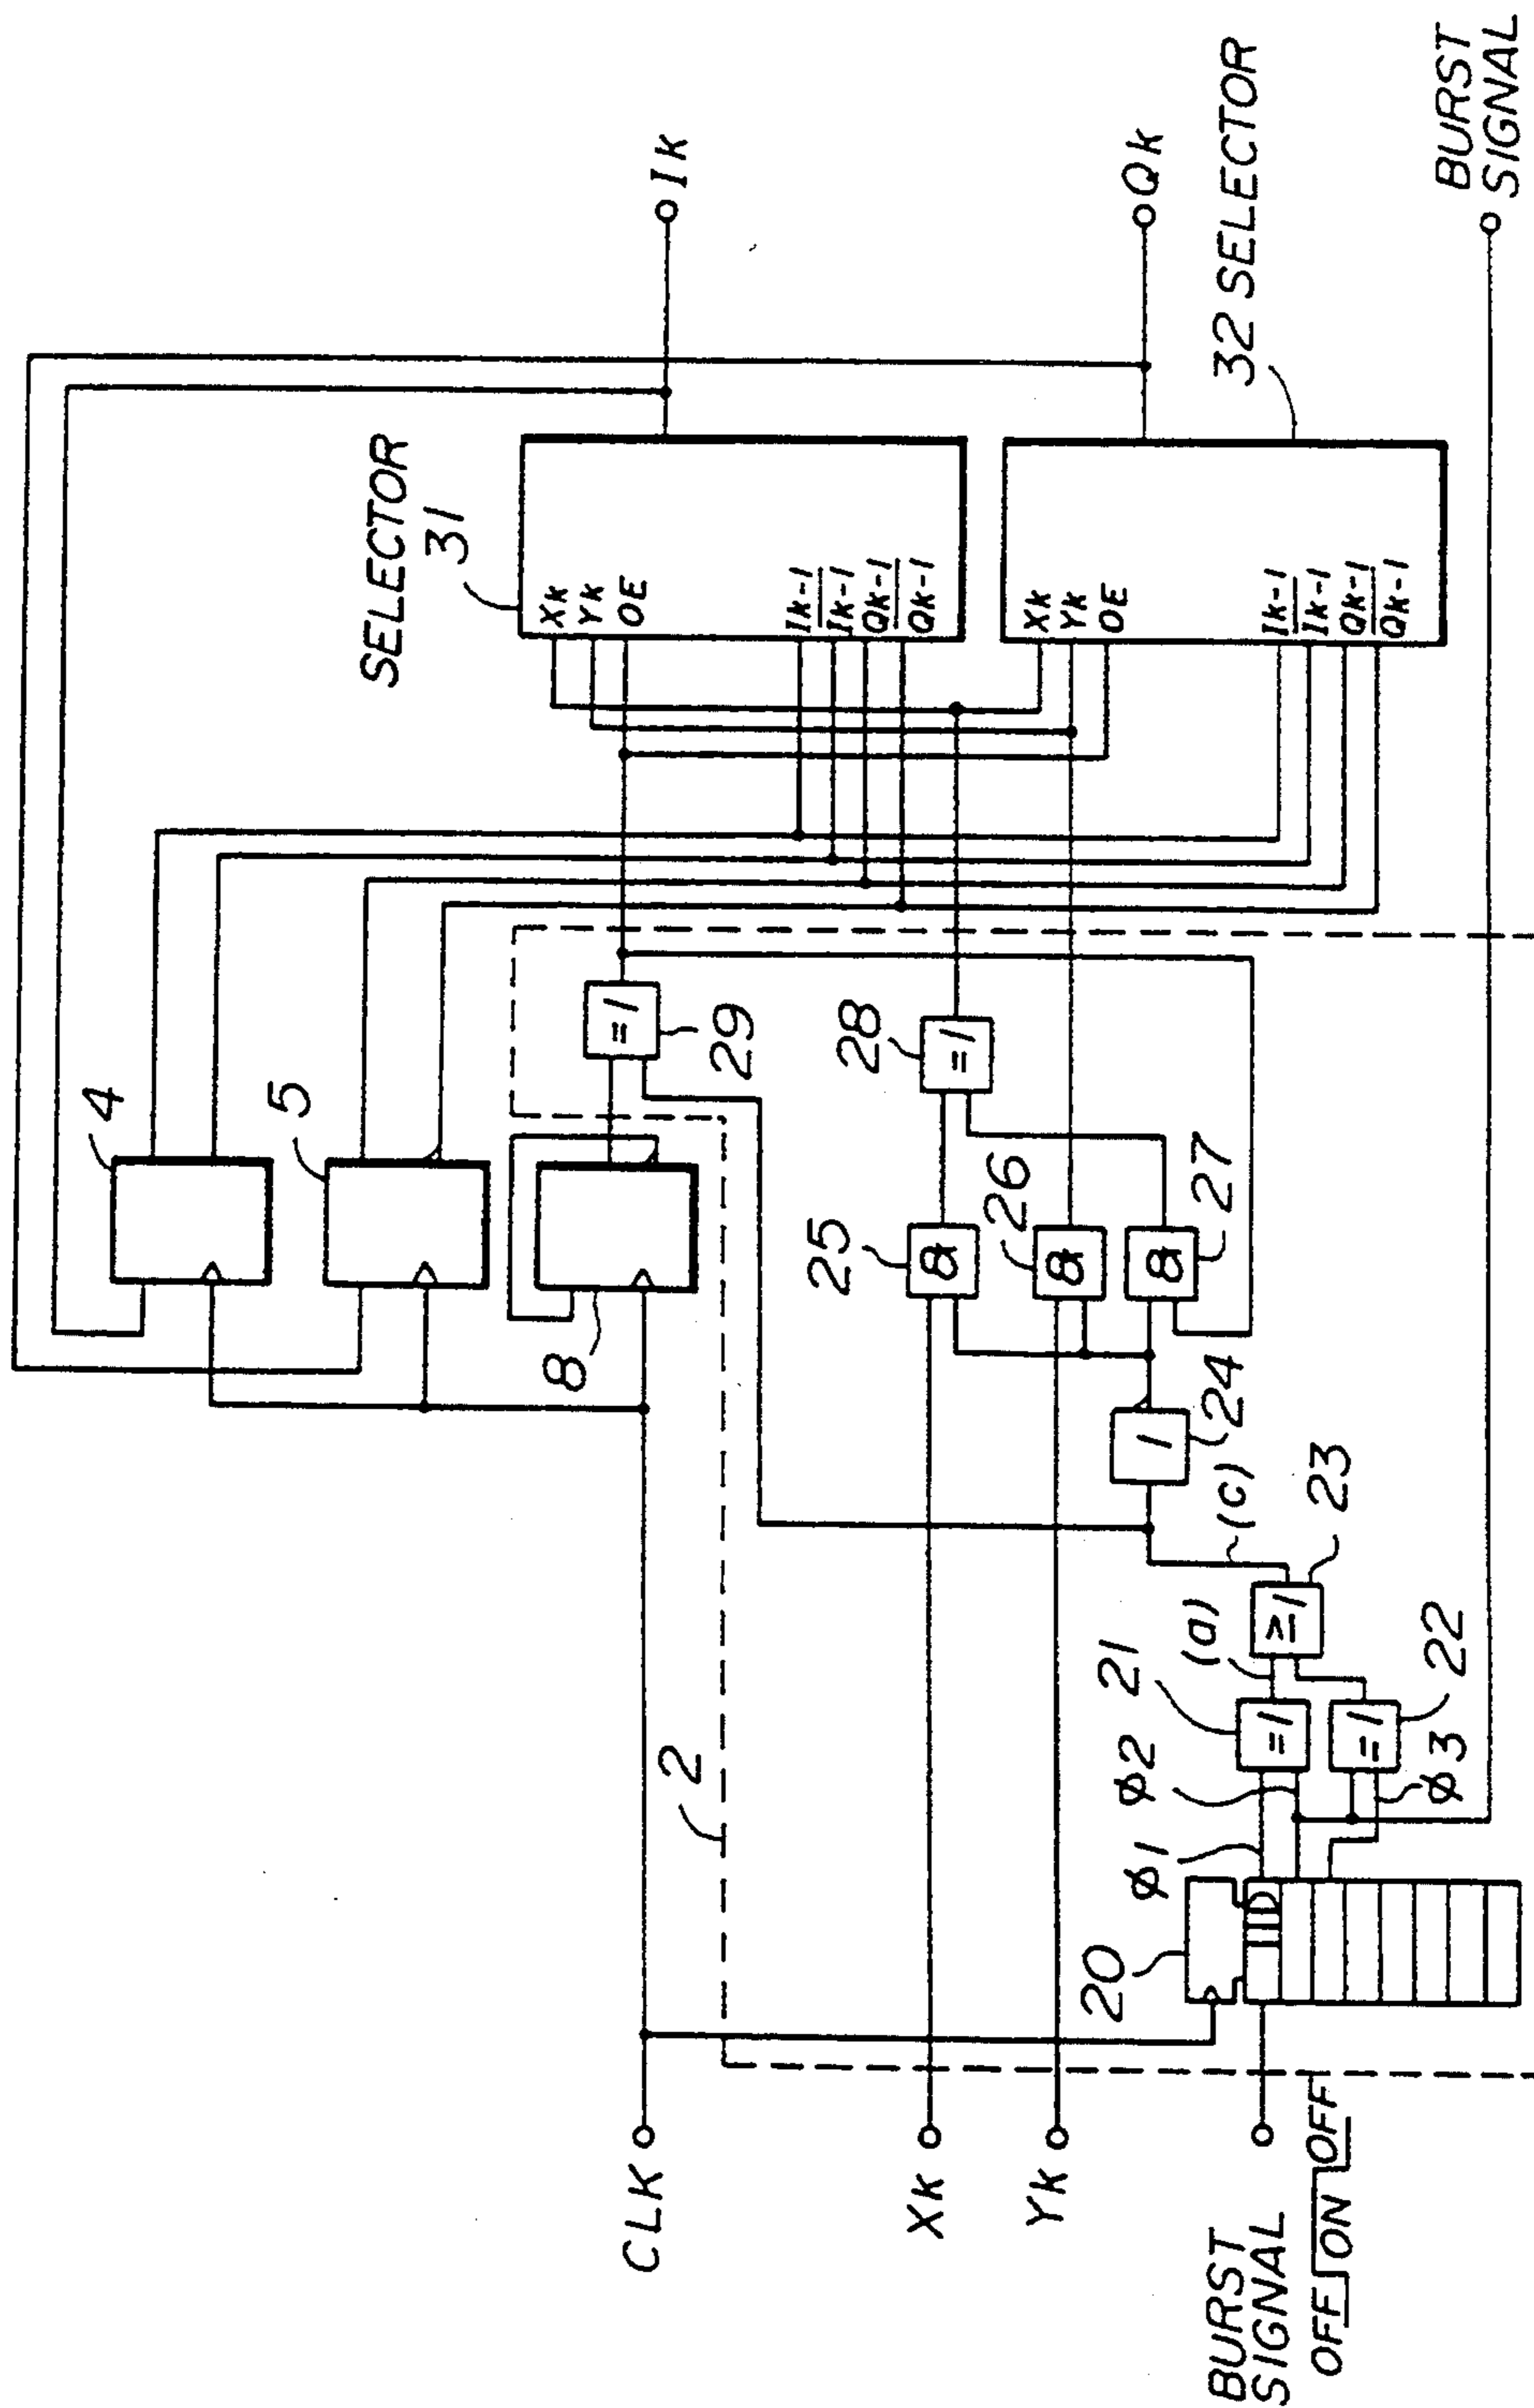 4
5
8
SELECTOR
31
Xk
Yk
OE
Ik-1
Ik-1
Qk-1
Qk-1
Ik
32 SELECTOR
Xk
Yk
OE
Ik-1
Ik-1
Qk-1
Qk-1
Qk
BURST
SIGNAL
=1
29
28
=1
25
&
26
&
&
27
1
24
(c)
23
≥1
(a)
21
=1
22
=1
ø1
ø2
ø3
20
2
CLK
Xk
Yk
BURST
SIGNAL
OFF ON OFF